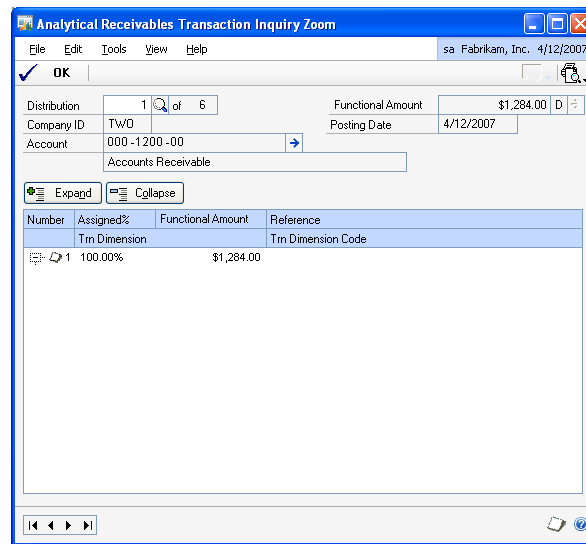 Analytical Receivables Transaction Inquiry Zoom
File Edit Tools View Help sa Fabrikam, Inc. 4/12/2007
OK
Distribution 1 of 6 Functional Amount $1,284.00 D
Company ID TWO Posting Date 4/12/2007
Account 000 -1200 -00
Accounts Receivable
Expand Collapse
Number Assigned% Functional Amount Reference
Trn Dimension Trn Dimension Code
1 100.00% $1,284.00